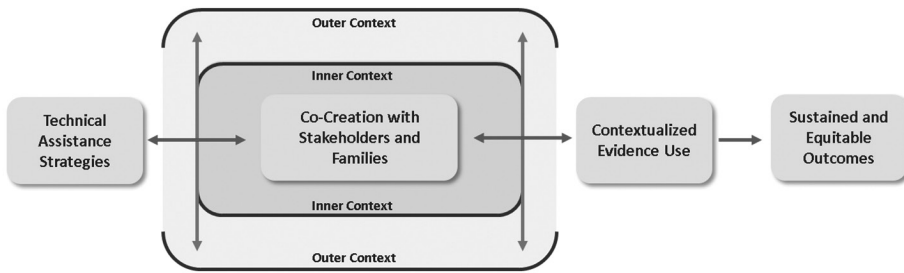 Outer Context
Inner Context
Technical
Assistance
Strategies
Co-Creation with
Stakeholders and
Families
Contextualized
Evidence Use
Sustained and
Equitable
Outcomes
Inner Context
Outer Context